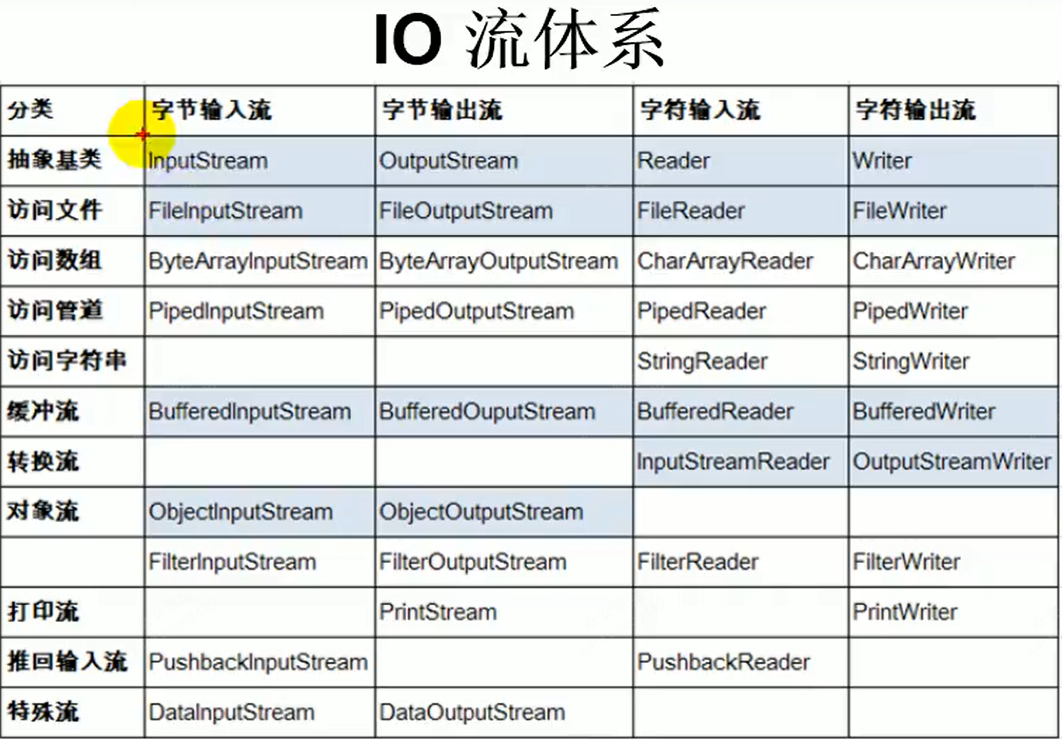 IO 流体系
分类 字节输入流 字节输出流 字符输入流 字符输出流
抽象基类 InputStream OutputStream Reader Writer
访问文件 FileInputStream FileOutputStream FileReader FileWriter
访问数组 ByteArrayInputStream ByteArrayOutputStream CharArrayReader CharArrayWriter
访问管道 PipedInputStream PipedOutputStream PipedReader PipedWriter
访问字符串 StringReader StringWriter
缓冲流 BufferedInputStream BufferedOuputStream BufferedReader BufferedWriter
转换流 InputStreamReader OutputStreamWriter
对象流 ObjectInputStream ObjectOutputStream
FilterInputStream FilterOutputStream FilterReader FilterWriter
打印流 PrintStream PrintWriter
推回输入流 PushbackInputStream PushbackReader
特殊流 DataInputStream DataOutputStream